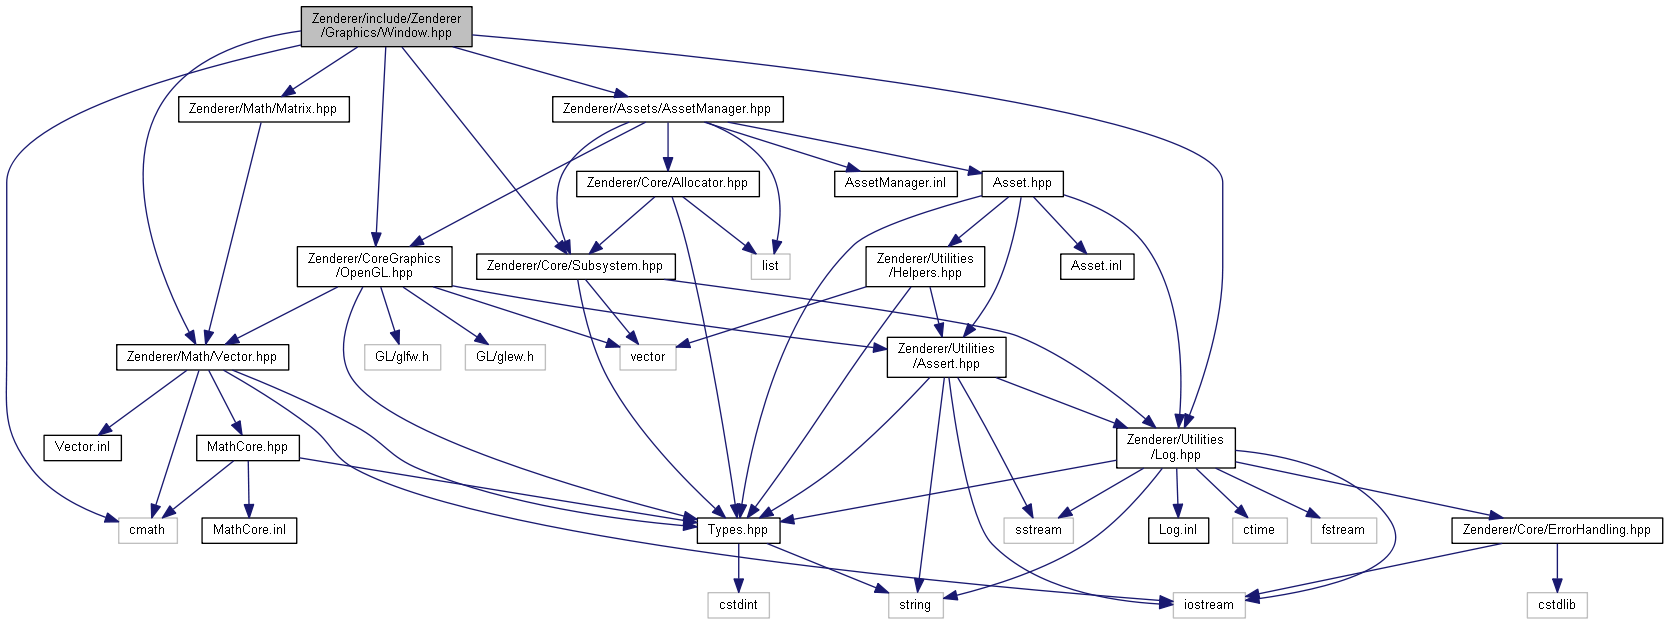 Zenderer/include/Zenderer
/Graphics/Window.hpp
Zenderer/Math/Matrix.hpp
Zenderer/Assets/AssetManager.hpp
Zenderer/Core/Allocator.hpp
AssetManager.inl
Asset.hpp
Zenderer/CoreGraphics
/OpenGL.hpp
Zenderer/Core/Subsystem.hpp
list
Zenderer/Utilities
/Helpers.hpp
Asset.inl
Zenderer/Math/Vector.hpp
GL/glfw.h
GL/glew.h
vector
Zenderer/Utilities
/Assert.hpp
Vector.inl
MathCore.hpp
Zenderer/Utilities
/Log.hpp
cmath
MathCore.inl
Types.hpp
sstream
Log.inl
ctime
fstream
Zenderer/Core/ErrorHandling.hpp
cstdint
string
iostream
cstdlib